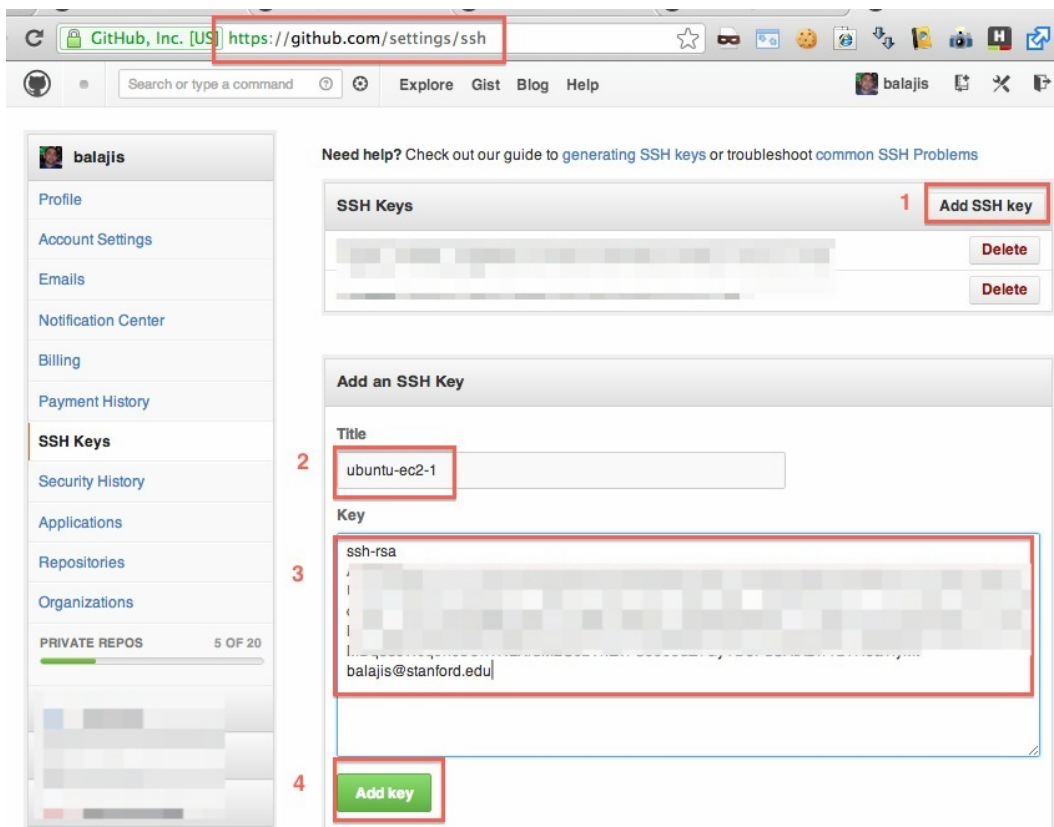 GitHub, Inc. [US] https://github.com/settings/ssh
Search or type a command
Explore Gist Blog Help
balajis
balajis
Profile
Account Settings
Emails
Notification Center
Billing
Payment History
SSH Keys
Security History
Applications
Repositories
Organizations
PRIVATE REPOS 5 OF 20
Need help? Check out our guide to generating SSH keys or troubleshoot common SSH Problems
SSH Keys
1 Add SSH key
Delete
Delete
Add an SSH Key
Title
2 ubuntu-ec2-1
Key
3
ssh-rsa
balajis@stanford.edu
4 Add key